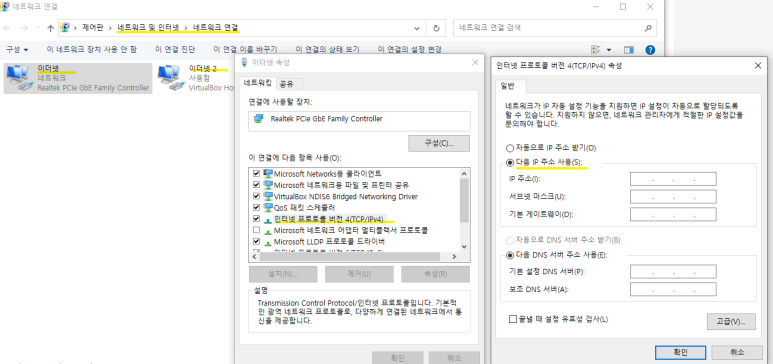 네트워크 연결
제어판 › 네트워크 및 인터넷 › 네트워크 연결
네트워크 연결 검색
구성
이 네트워크 장치 사용 안 함
이 연결 진단
이 연결 이름 바꾸기
이 연결의 상태 보기
이 연결의 설정 변경
이더넷
네트워크
Realtek PCIe GbE Family Controller
이더넷 2
사용함
VirtualBox Hos
이더넷 속성
네트워킹
공유
연결에 사용할 장치:
Realtek PCIe GbE Family Controller
구성(C)...
이 연결에 다음 항목 사용(O):
Microsoft Networks용 클라이언트
Microsoft 네트워크용 파일 및 프린터 공유
VirtualBox NDIS6 Bridged Networking Driver
QoS 패킷 스케줄러
인터넷 프로토콜 버전 4(TCP/IPv4)
Microsoft 네트워크 어댑터 멀티플렉서 프로토콜
Microsoft LLDP 프로토콜 드라이버
설치(N)...
제거(U)
속성(R)
설명
Transmission Control Protocol/인터넷 프로토콜입니다. 기본적
인 광역 네트워크 프로토콜로, 다양하게 연결된 네트워크에서 통
신을 제공합니다.
확인
취소
인터넷 프로토콜 버전 4(TCP/IPv4) 속성
일반
네트워크가 IP 자동 설정 기능을 지원하면 IP 설정이 자동으로 할당되도록
할 수 있습니다. 지원하지 않으면, 네트워크 관리자에게 적절한 IP 설정값을
문의해야 합니다.
자동으로 IP 주소 받기(O)
다음 IP 주소 사용(S):
IP 주소(I):
서브넷 마스크(U):
기본 게이트웨이(D):
자동으로 DNS 서버 주소 받기(B)
다음 DNS 서버 주소 사용(E):
기본 설정 DNS 서버(P):
보조 DNS 서버(A):
끝낼 때 설정 유효성 검사(L)
고급(V)...
확인
취소